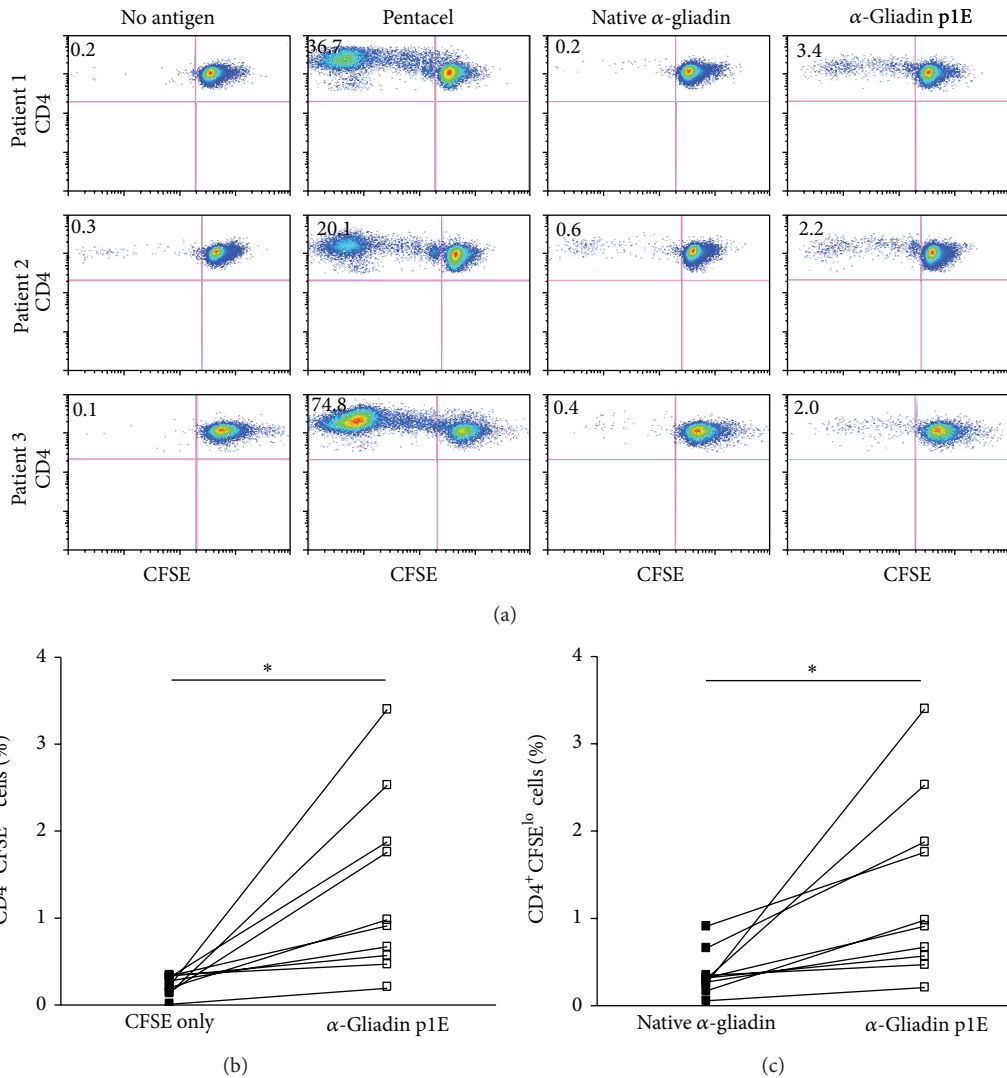 No antigen
Pentacel
Native α-gliadin
α-Gliadin p1E
Patient 1
CD4
0.2
36.7
0.2
3.4
Patient 2
CD4
0.3
20.1
0.6
2.2
Patient 3
CD4
0.1
74.8
0.4
2.0
CFSE
CFSE
CFSE
CFSE
(a)
4
3
2
1
0
cells (%)
*
CFSE only
α-Gliadin p1E
(b)
4
3
2
1
0
CD4⁺CFSEˡᵒ cells (%)
*
Native α-gliadin
α-Gliadin p1E
(c)